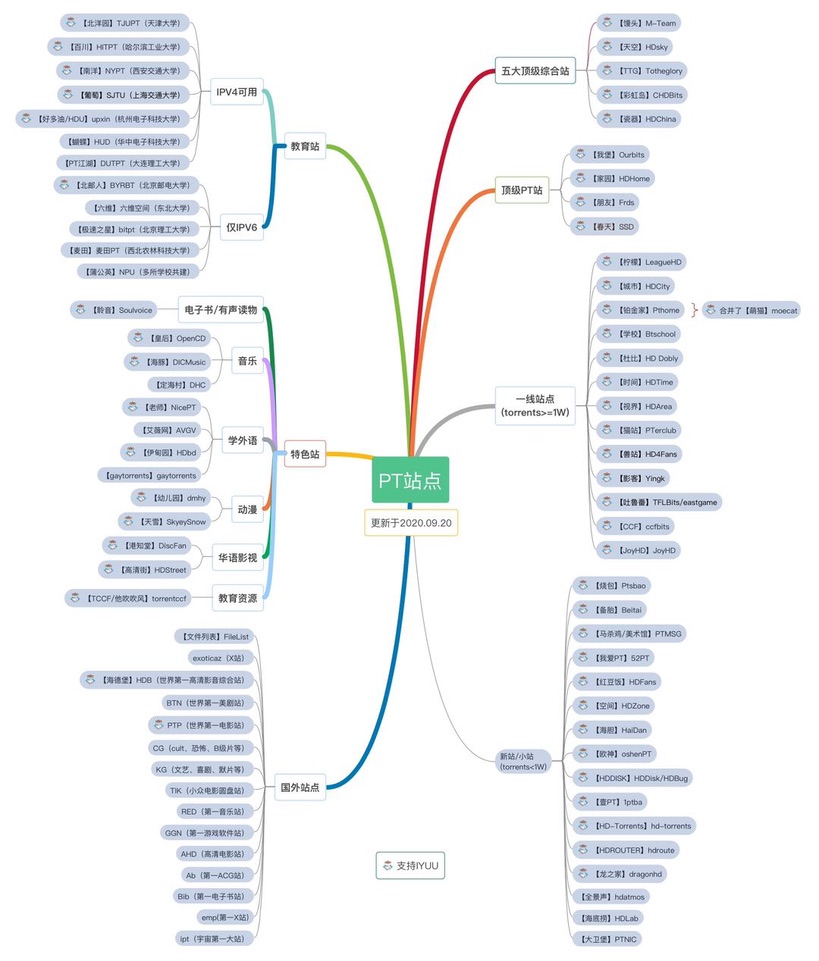 PT站点
更新于2020.09.20
五大顶级综合站
【馒头】M-Team
【天空】HDsky
【TTG】Totheglory
【彩虹岛】CHDBits
【瓷器】HDChina
顶级PT站
【我堡】Ourbits
【家园】HDHome
【朋友】Frds
【春天】SSD
一线站点
(torrents>=1W)
【柠檬】LeagueHD
【城市】HDCity
【铂金家】Pthome
合并了【萌猫】moecat
【学校】Btschool
【杜比】HD Dobly
【时间】HDTime
【视界】HDArea
【猫站】PTerclub
【兽站】HD4Fans
【影客】Yingk
【吐鲁番】TFLBits/eastgame
【CCF】ccfbits
【JoyHD】JoyHD
新站/小站
(torrents<1W)
【烧包】Ptsbao
【备胎】Beitai
【马杀鸡/美术馆】PTMSG
【我爱PT】52PT
【红豆饭】HDFans
【空间】HDZone
【海胆】HaiDan
【欧神】oshenPT
【HDDISK】HDDisk/HDBug
【壹PT】1ptba
【HD-Torrents】hd-torrents
【HDROUTER】hdroute
【龙之家】dragonhd
【全景声】hdatmos
【海底捞】HDLab
【大卫堡】PTNIC
教育站
IPV4可用
【北洋园】TJUPT（天津大学）
【百川】HITPT（哈尔滨工业大学）
【南洋】NYPT（西安交通大学）
【葡萄】SJTU（上海交通大学）
【好多油/HDU】upxin（杭州电子科技大学）
【蝴蝶】HUD（华中电子科技大学）
【PT江湖】DUTPT（大连理工大学）
仅IPV6
【北邮人】BYRBT（北京邮电大学）
【六维】六维空间（东北大学）
【极速之星】bitpt（北京理工大学）
【麦田】麦田PT（西北农林科技大学）
【蒲公英】NPU（多所学校共建）
特色站
电子书/有声读物
【聆音】Soulvoice
音乐
【皇后】OpenCD
【海豚】DICMusic
【定海村】DHC
学外语
【老师】NicePT
【艾薇网】AVGV
【伊甸园】HDbd
【gaytorrents】gaytorrents
动漫
【幼儿园】dmhy
【天雪】SkyeySnow
华语影视
【港知堂】DiscFan
【高清街】HDStreet
教育资源
【TCCF/他吹吹风】torrentccf
国外站点
【文件列表】FileList
exoticaz（X站）
【海德堡】HDB（世界第一高清影音综合站）
BTN（世界第一美剧站）
PTP（世界第一电影站）
CG（cult、恐怖、B级片等）
KG（文艺、喜剧、默片等）
TIK（小众电影圆盘站）
RED（第一音乐站）
GGN（第一游戏软件站）
AHD（高清电影站）
Ab（第一ACG站）
Bib（第一电子书站）
emp(第一X站)
ipt（宇宙第一大站）
支持IYUU